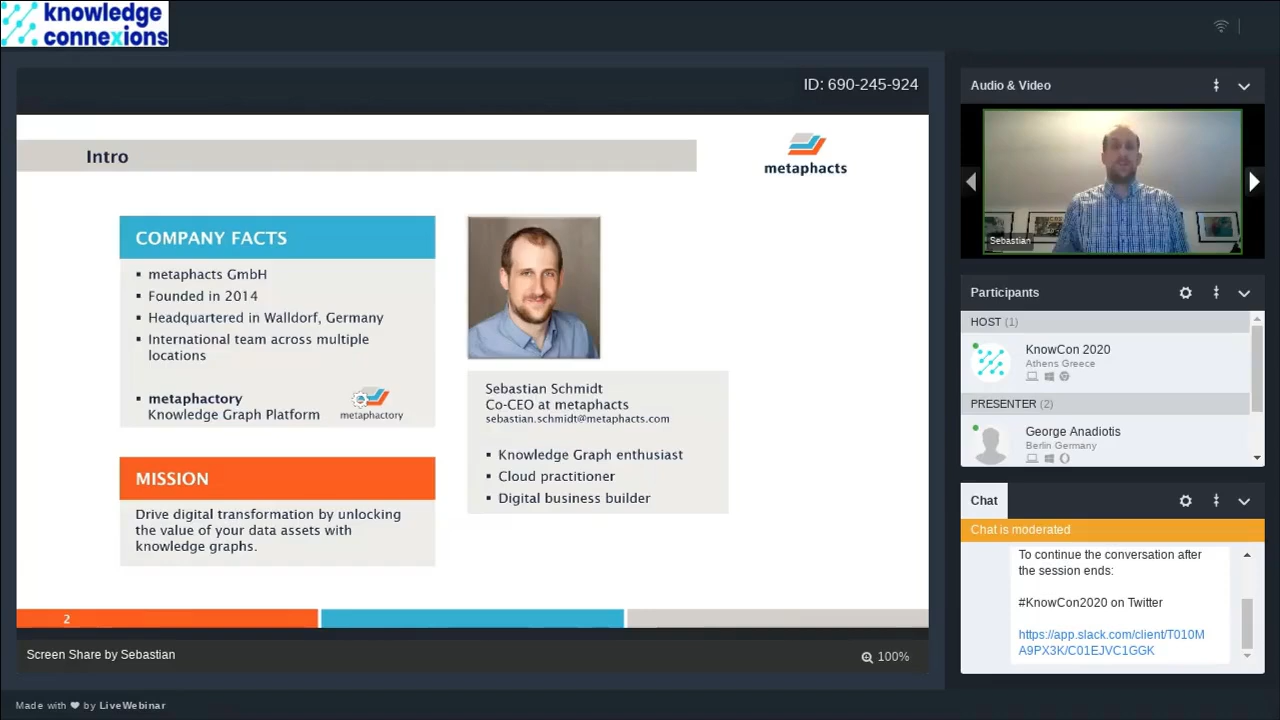 knowledge
connexions
ID: 690-245-924
Intro
metaphacts
COMPANY FACTS
▪ metaphacts GmbH
▪ Founded in 2014
▪ Headquartered in Walldorf, Germany
▪ International team across multiple
locations
▪ metaphactory
Knowledge Graph Platform
metaphactory
MISSION
Drive digital transformation by unlocking
the value of your data assets with
knowledge graphs.
Sebastian Schmidt
Co-CEO at metaphacts
sebastian.schmidt@metaphacts.com
▪ Knowledge Graph enthusiast
▪ Cloud practitioner
▪ Digital business builder
2
Screen Share by Sebastian
100%
Audio & Video
Sebastian
Participants
HOST (1)
KnowCon 2020
Athens Greece
PRESENTER (2)
George Anadiotis
Berlin Germany
Chat
Chat is moderated
To continue the conversation after
the session ends:
#KnowCon2020 on Twitter
https://app.slack.com/client/T010M
A9PX3K/C01EJVC1GGK
Made with ❤ by LiveWebinar